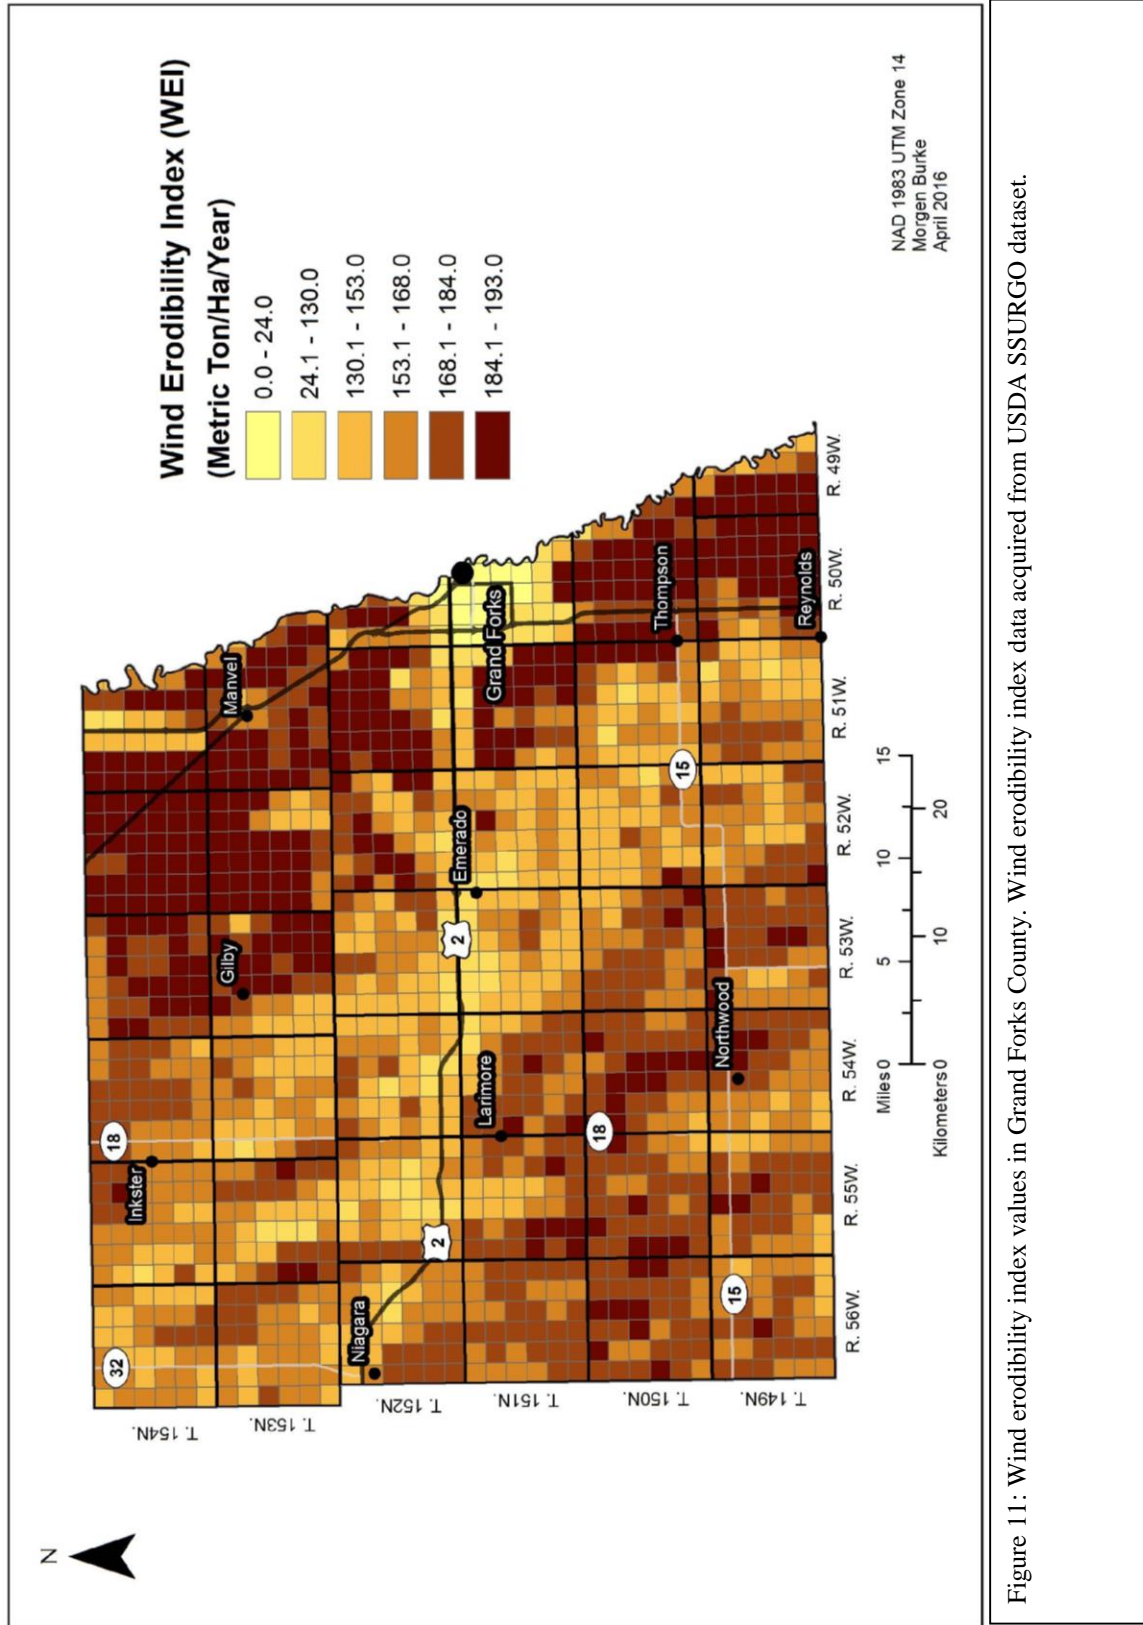 N
Wind Erodibility Index (WEI)
(Metric Ton/Ha/Year)
0.0 - 24.0
24.1 - 130.0
130.1 - 153.0
153.1 - 168.0
168.1 - 184.0
184.1 - 193.0
32
18
Inkster
Gilby
Manvel
Niagara
2
2
Emerado
Larimore
Grand Forks
18
15
Thompson
15
Northwood
Reynolds
T. 154N.
T. 153N.
T. 152N.
T. 151N.
T. 150N.
T. 149N.
R. 56W.
R. 55W.
R. 54W.
R. 53W.
R. 52W.
R. 51W.
R. 50W.
R. 49W.
Miles 0 5 10 15
Kilometers 0 10 20
NAD 1983 UTM Zone 14
Morgen Burke
April 2016
Figure 11: Wind erodibility index values in Grand Forks County. Wind erodibility index data acquired from USDA SSURGO dataset.